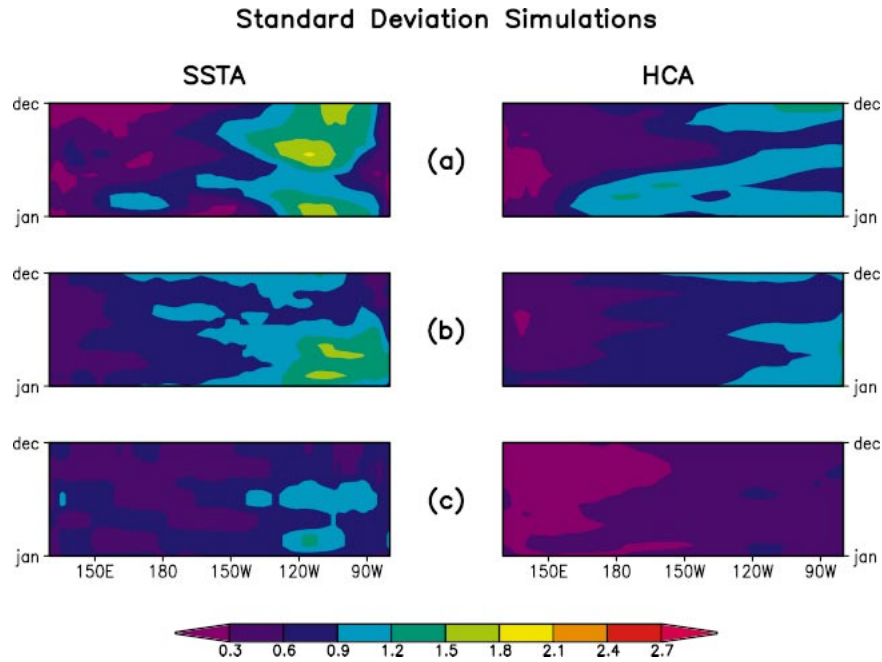 Standard Deviation Simulations
SSTA HCA
dec dec
(a)
jan jan
dec dec
(b)
jan jan
dec dec
(c)
jan jan
150E 180 150W 120W 90W 150E 180 150W 120W 90W
0.3 0.6 0.9 1.2 1.5 1.8 2.1 2.4 2.7